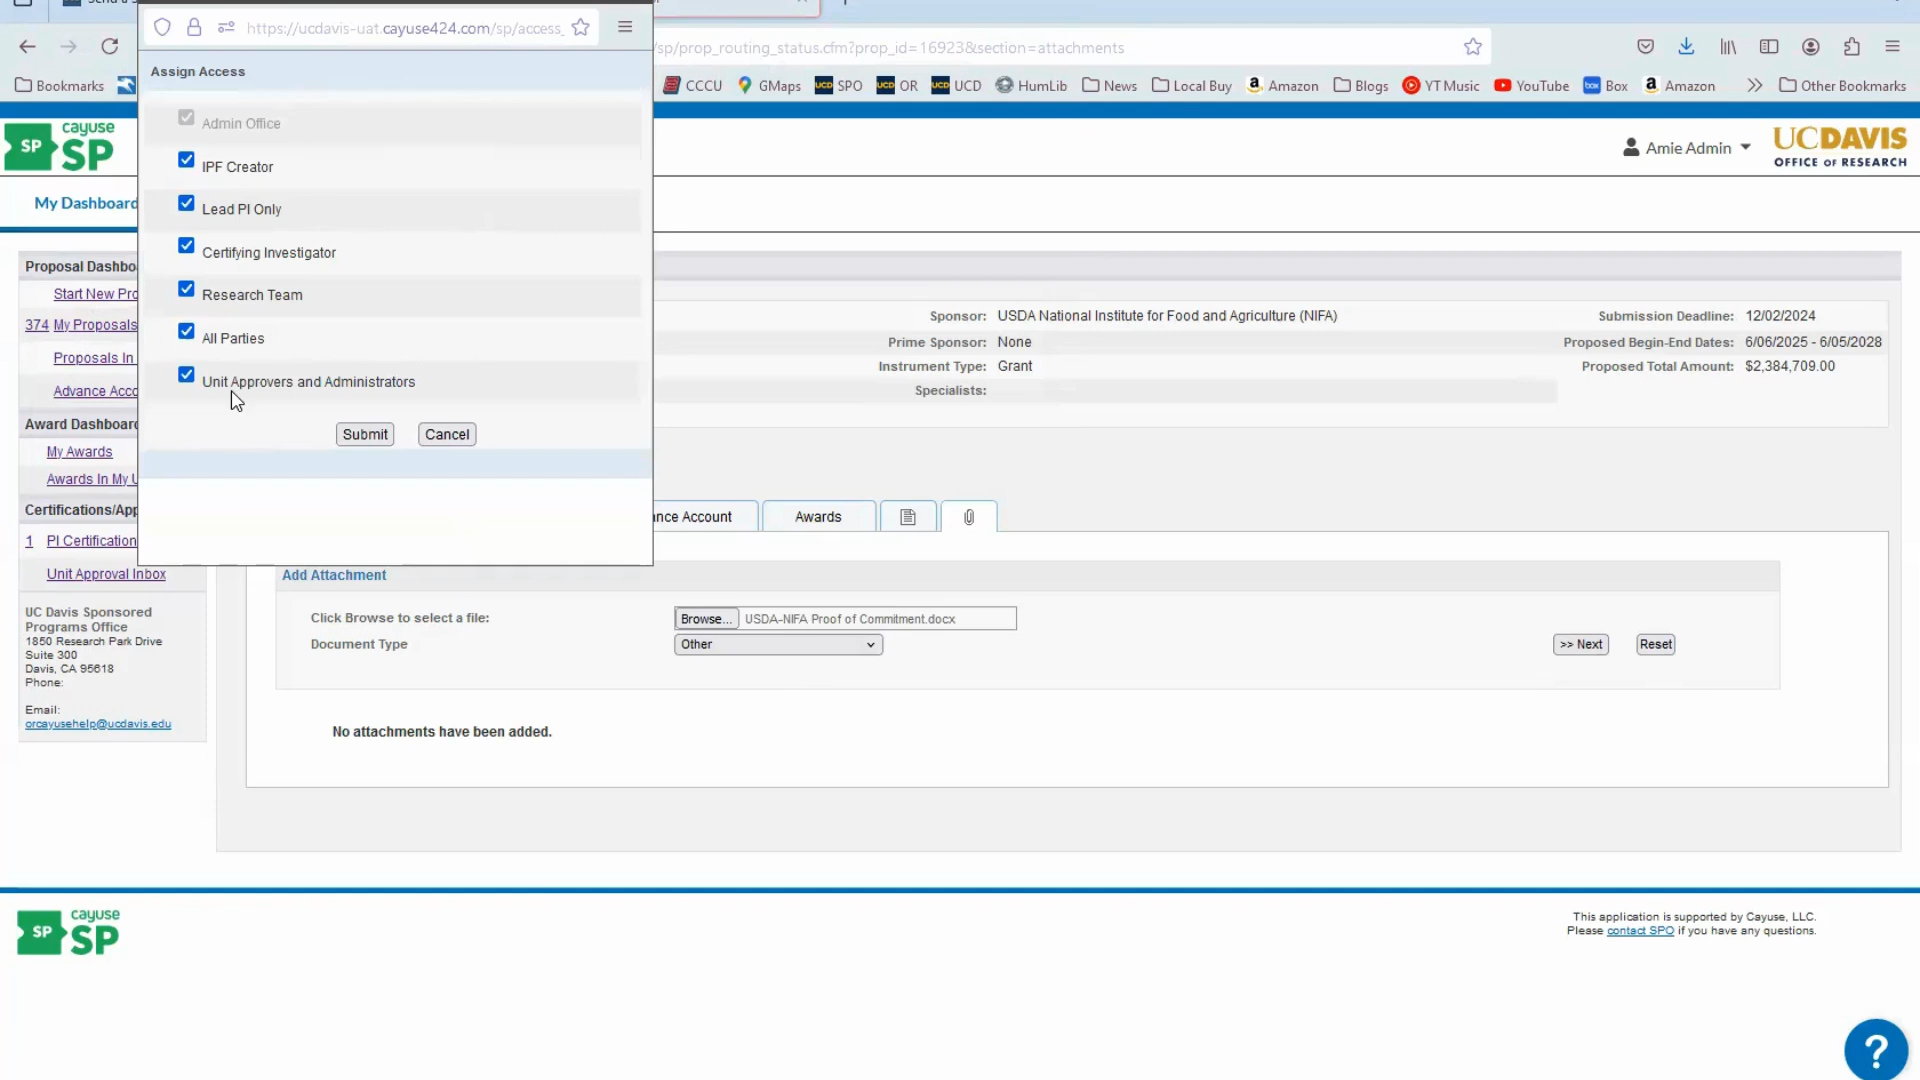 https://ucdavis-uat.cayuse424.com/sp/access_
/sp/prop_routing_status.cfm?prop_id=16923&section=attachments
Bookmarks
CCCU
GMaps
UCD SPO
UCD OR
UCD UCD
HumLib
News
Local Buy
Amazon
Blogs
YT Music
YouTube
box Box
Amazon
Other Bookmarks
Assign Access
Admin Office
IPF Creator
Lead PI Only
Certifying Investigator
Research Team
All Parties
Unit Approvers and Administrators
Submit Cancel
SP cayuse SP
Amie Admin
UCDAVIS
OFFICE OF RESEARCH
My Dashboard
Proposal Dashbo
Start New Pro
374 My Proposals
Proposals In
Advance Acco
Award Dashboard
My Awards
Awards In My U
Certifications/App
1 PI Certification
Unit Approval Inbox
UC Davis Sponsored
Programs Office
1850 Research Park Drive
Suite 300
Davis, CA 95618
Phone:
Email:
orcayusehelp@ucdavis.edu
Sponsor: USDA National Institute for Food and Agriculture (NIFA)
Prime Sponsor: None
Instrument Type: Grant
Specialists:
Submission Deadline: 12/02/2024
Proposed Begin-End Dates: 6/06/2025 - 6/05/2028
Proposed Total Amount: $2,384,709.00
nce Account
Awards
Add Attachment
Click Browse to select a file: Browse... USDA-NIFA Proof of Commitment.docx
Document Type Other
>> Next Reset
No attachments have been added.
SP cayuse SP
This application is supported by Cayuse, LLC.
Please contact SPO if you have any questions.
?